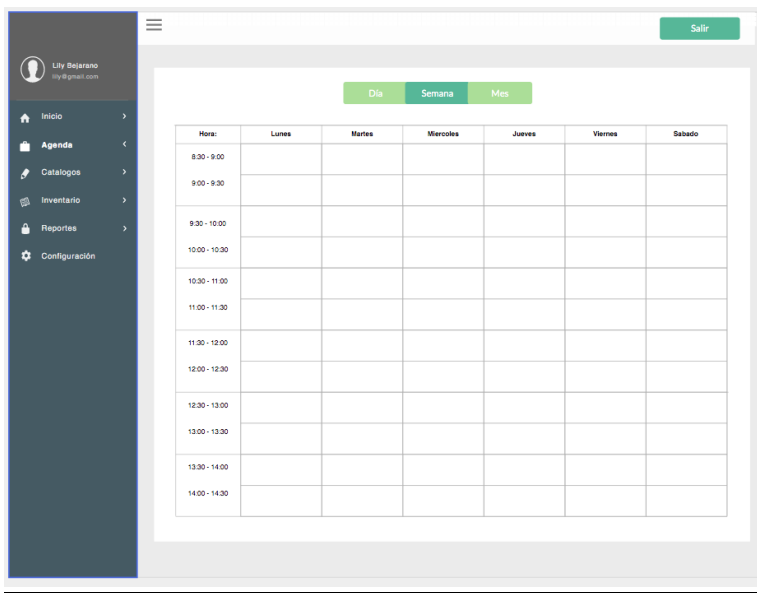 Salir
Lily Bejarano
lily@gmail.com
Día Semana Mes
Inicio
Agenda
Catalogos
Inventario
Reportes
Configuración
Hora: Lunes Martes Miercoles Jueves Viernes Sabado
8:30 - 9:00
9:00 - 9:30
9:30 - 10:00
10:00 - 10:30
10:30 - 11:00
11:00 - 11:30
11:30 - 12:00
12:00 - 12:30
12:30 - 13:00
13:00 - 13:30
13:30 - 14:00
14:00 - 14:30